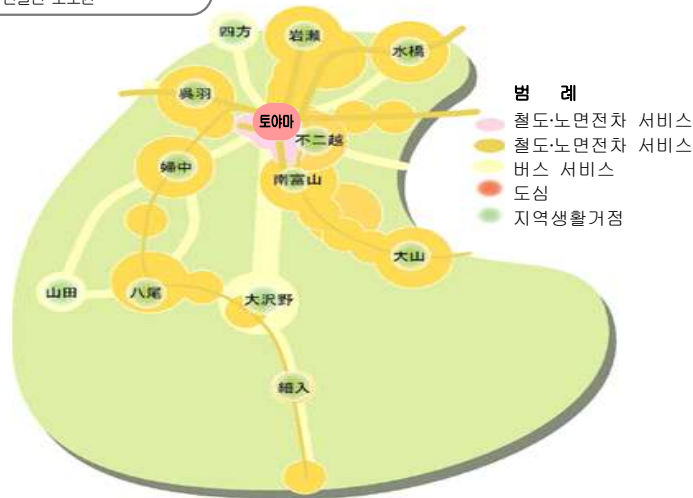 四方
岩瀬
水橋
呉羽
토야마
不二越
婦中
南富山
大山
山田
八尾
大沢野
細入
범 례
철도·노면전차 서비스
철도·노면전차 서비스
버스 서비스
도심
지역생활거점